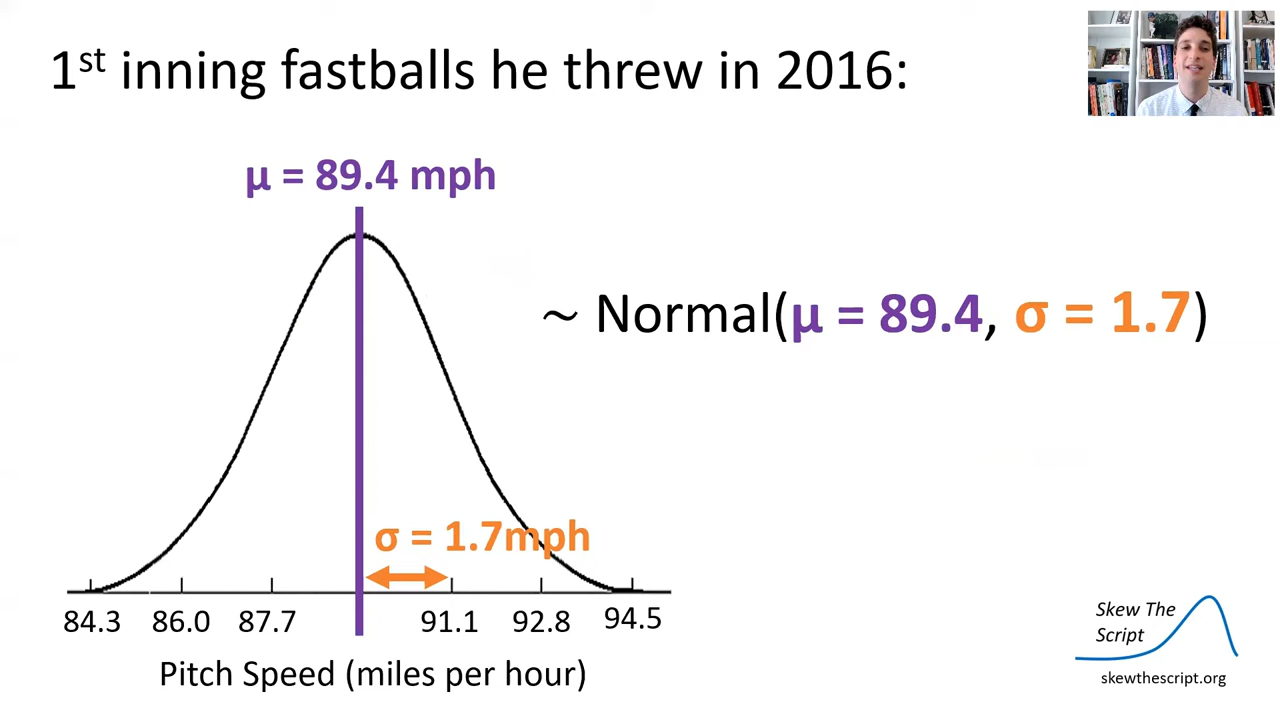 1st inning fastballs he threw in 2016:
μ = 89.4 mph
~ Normal(μ = 89.4, σ = 1.7)
σ = 1.7mph
84.3 86.0 87.7 91.1 92.8 94.5
Pitch Speed (miles per hour)
Skew The
Script
skewthescript.org